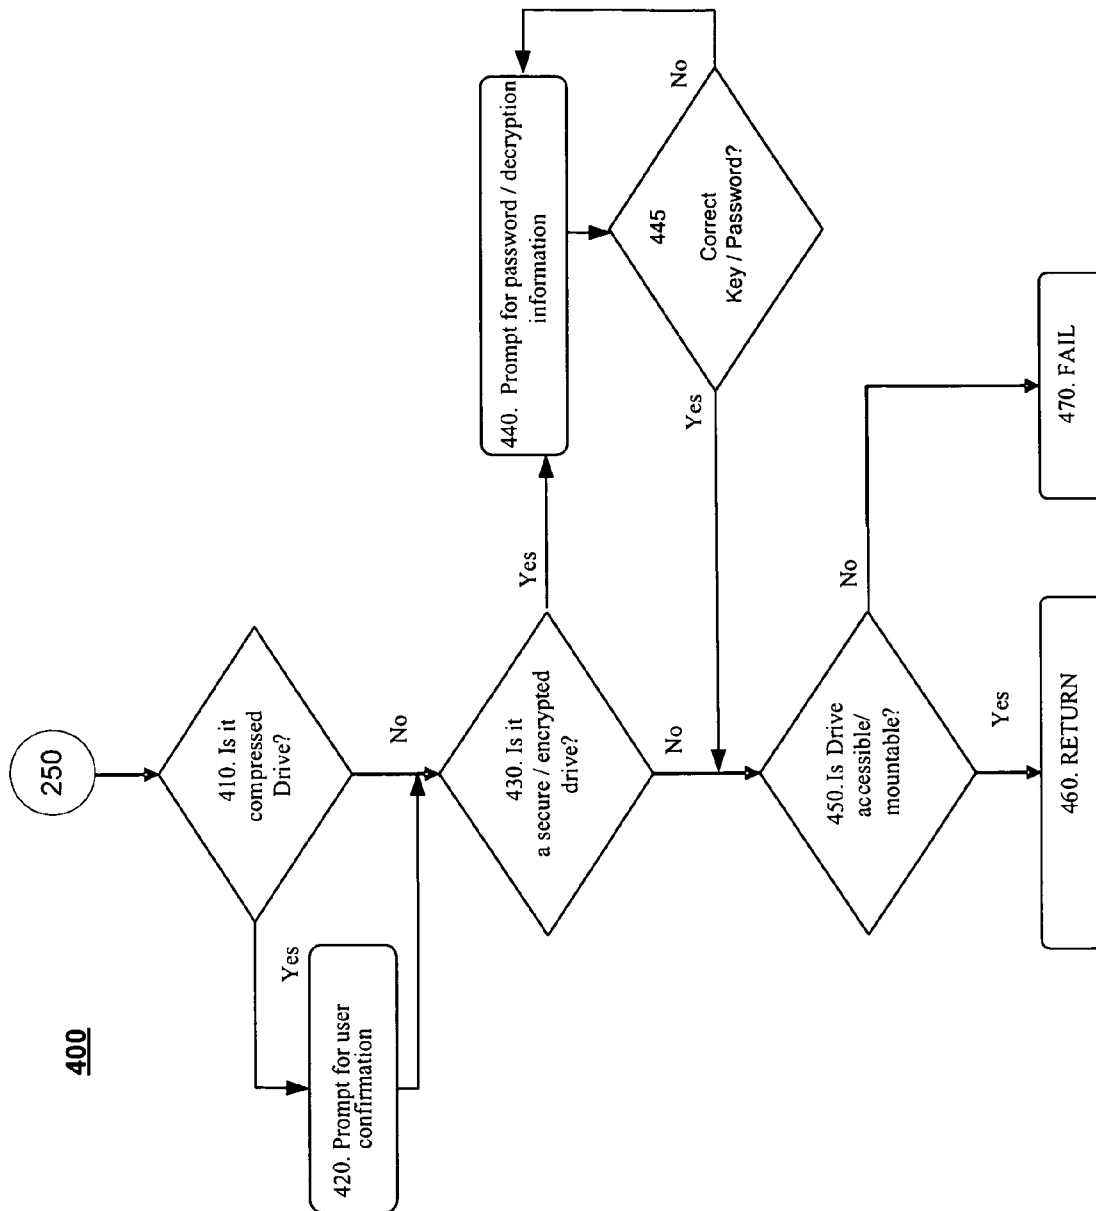 400
250
410. Is it
compressed
Drive?
Yes
No
420. Prompt for user
confirmation
430. Is it
a secure / encrypted
drive?
Yes
No
440. Prompt for password / decryption
information
445
Correct
Key / Password?
No
Yes
450.Is Drive
accessible/
mountable?
No
Yes
460. RETURN
470. FAIL